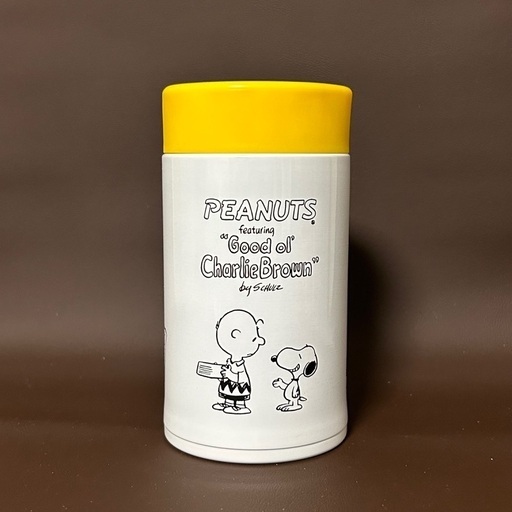 PEANUTS
featuring
"Good ol'
CharlieBrown"
by SCHULZ